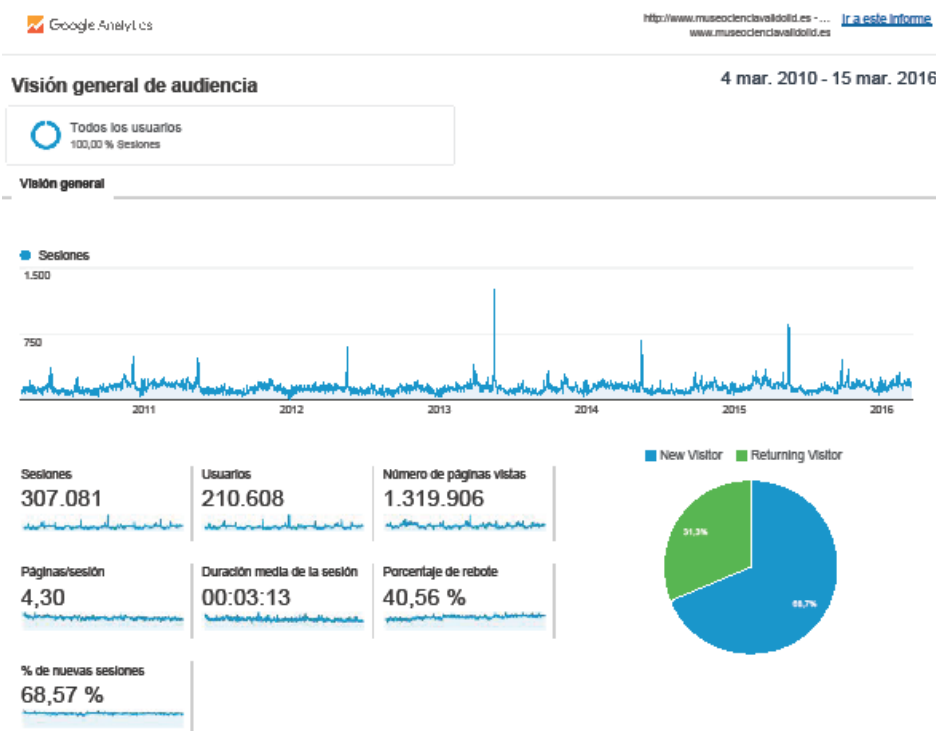 Google Analytics
http://www.museocienciavalldolid.es - ...
Ir a este informe
www.museocienciavalldolid.es
Visión general de audiencia
4 mar. 2010 - 15 mar. 2016
Todos los usuarios
100,00 % Sesiones
Visión general
Sesiones
1.500
750
2011
2012
2013
2014
2015
2016
New Visitor
Returning Visitor
Sesiones
307.081
Usuarios
210.608
Número de páginas vistas
1.319.906
31,3%
68,7%
Páginas/sesión
4,30
Duración media de la sesión
00:03:13
Porcentaje de rebote
40,56 %
% de nuevas sesiones
68,57 %